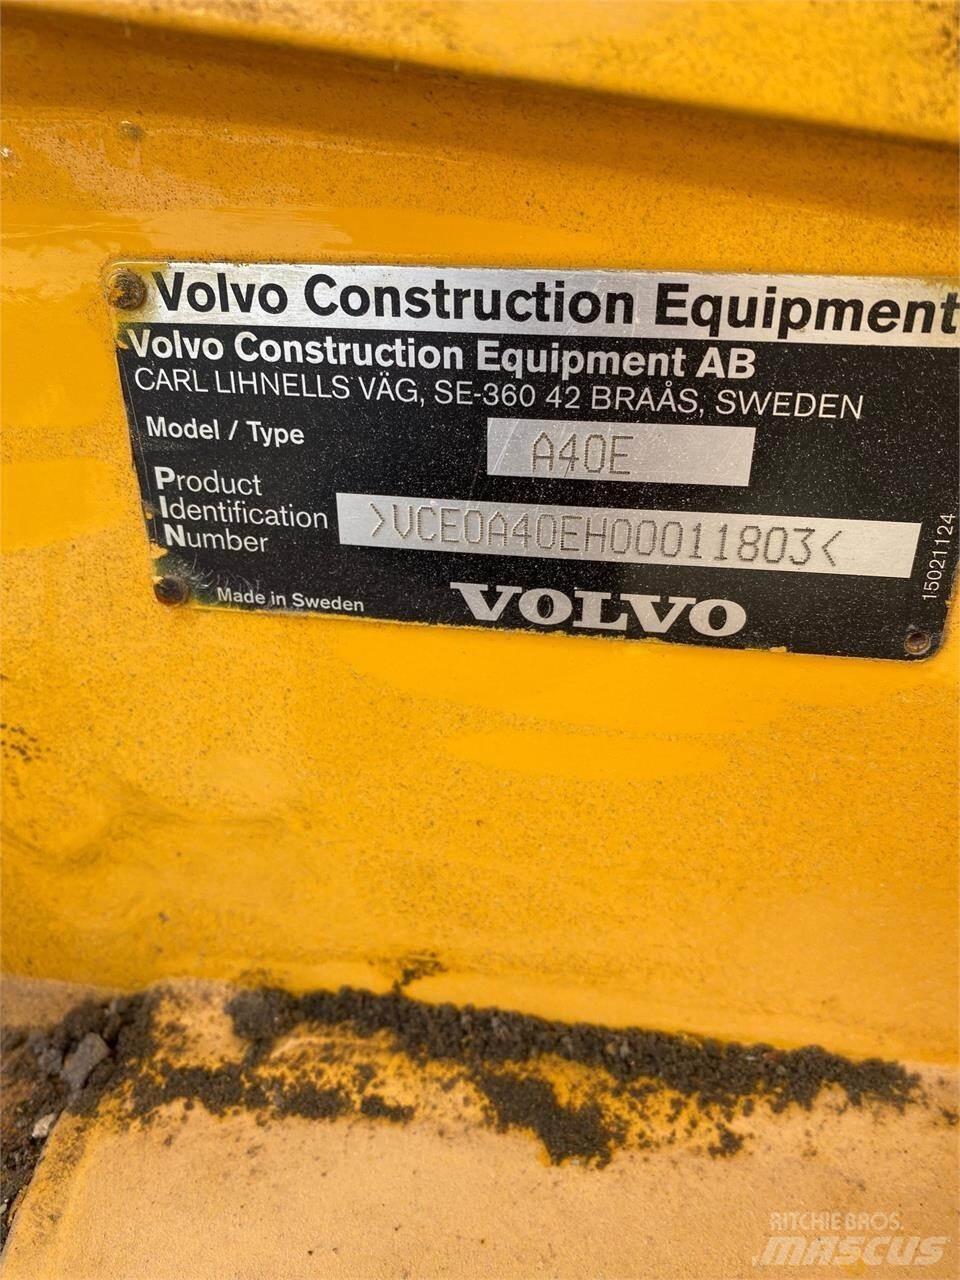 Volvo Construction Equipment
Volvo Construction Equipment AB
CARL LIHNELLS VÄG, SE-360 42 BRAÅS, SWEDEN
Model / Type
A40E
Product
Identification
Number
>VCE0A40EH00011803<
15021124
Made in Sweden
VOLVO
RITCHIE BROS.
MASCUS